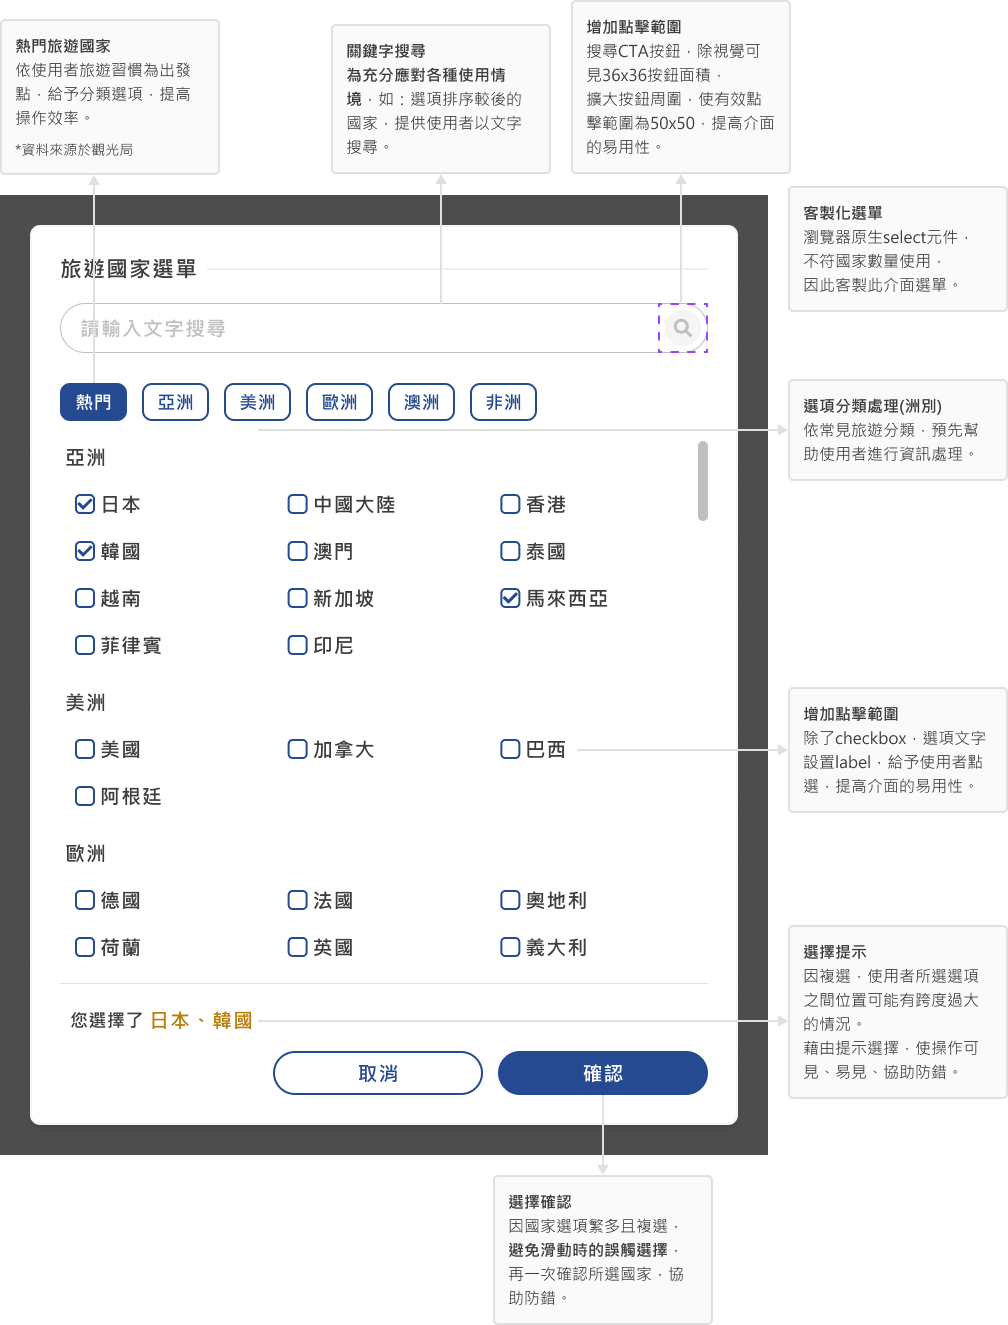 熱門旅遊國家
依使用者旅遊習慣為出發
點，給予分類選項，提高
操作效率。
*資料來源於觀光局
關鍵字搜尋
為充分應對各種使用情
境，如：選項排序較後的
國家，提供使用者以文字
搜尋。
增加點擊範圍
搜尋CTA按鈕，除視覺可
見36x36按鈕面積，
擴大按鈕周圍，使有效點
擊範圍為50x50，提高介面
的易用性。
客製化選單
瀏覽器原生select元件，
不符國家數量使用，
因此客製此介面選單。
旅遊國家選單
請輸入文字搜尋
熱門
亞洲
美洲
歐洲
澳洲
非洲
選項分類處理(洲別)
依常見旅遊分類，預先幫
助使用者進行資訊處理。
亞洲
日本
中國大陸
香港
韓國
澳門
泰國
越南
新加坡
馬來西亞
菲律賓
印尼
美洲
美國
加拿大
巴西
阿根廷
增加點擊範圍
除了checkbox，選項文字
設置label，給予使用者點
選，提高介面的易用性。
歐洲
德國
法國
奧地利
荷蘭
英國
義大利
選擇提示
因複選，使用者所選選項
之間位置可能有跨度過大
的情況。
藉由提示選擇，使操作可
見、易見、協助防錯。
您選擇了 日本、韓國
取消
確認
選擇確認
因國家選項繁多且複選，
避免滑動時的誤觸選擇，
再一次確認所選國家，協
助防錯。